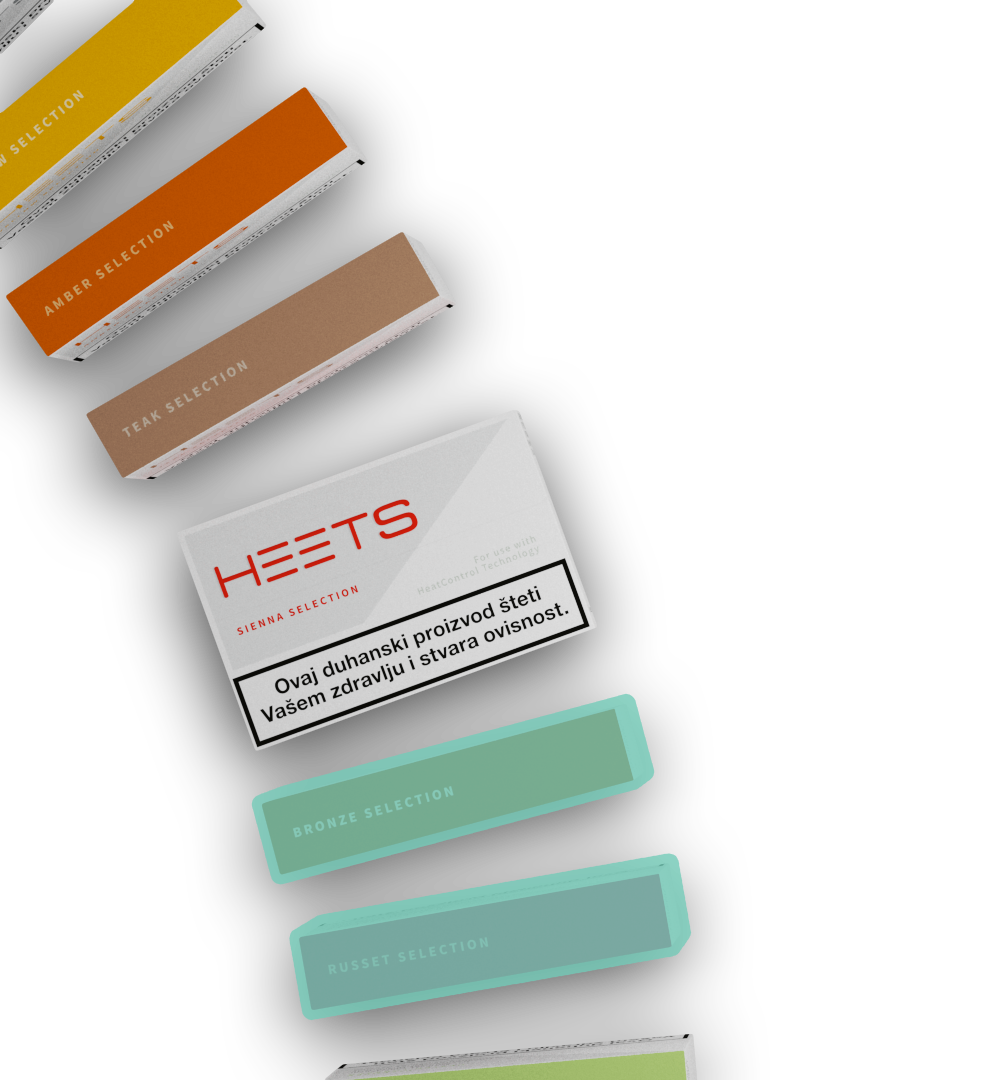 SELECTION
AMBER SELECTION
TEAK SELECTION
HEETS
SIENNA SELECTION
For use with
HeatControl Technology
Ovaj duhanski proizvod šteti
Vašem zdravlju i stvara ovisnost.
BRONZE SELECTION
RUSSET SELECTION